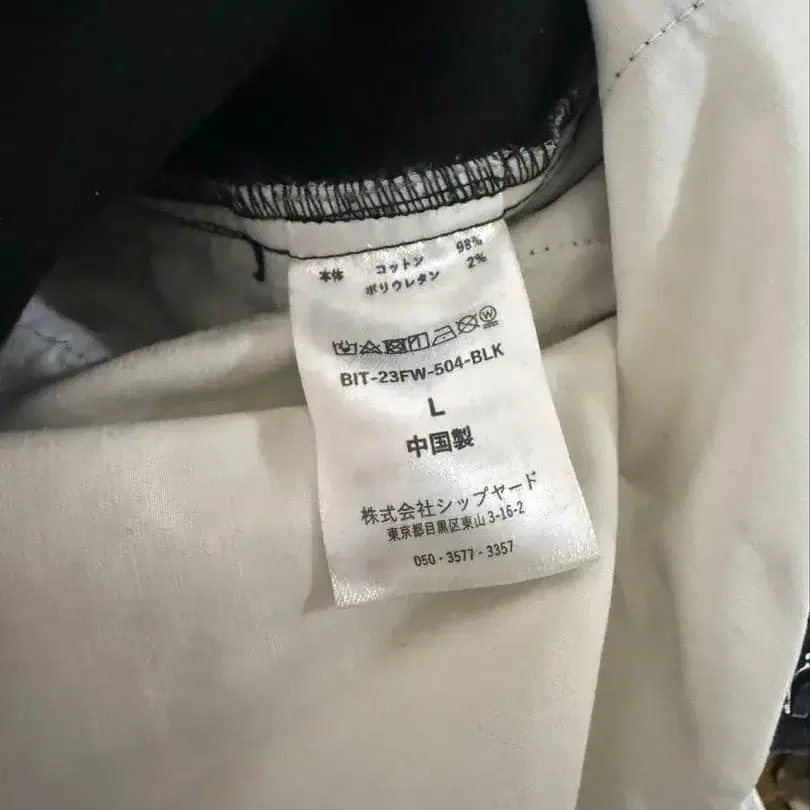 本体 コットン 98%
ポリウレタン 2%
W
BIT-23FW-504-BLK
L
中国製
株式会社シップヤード
東京都目黒区東山3-16-2
050-3577-3357